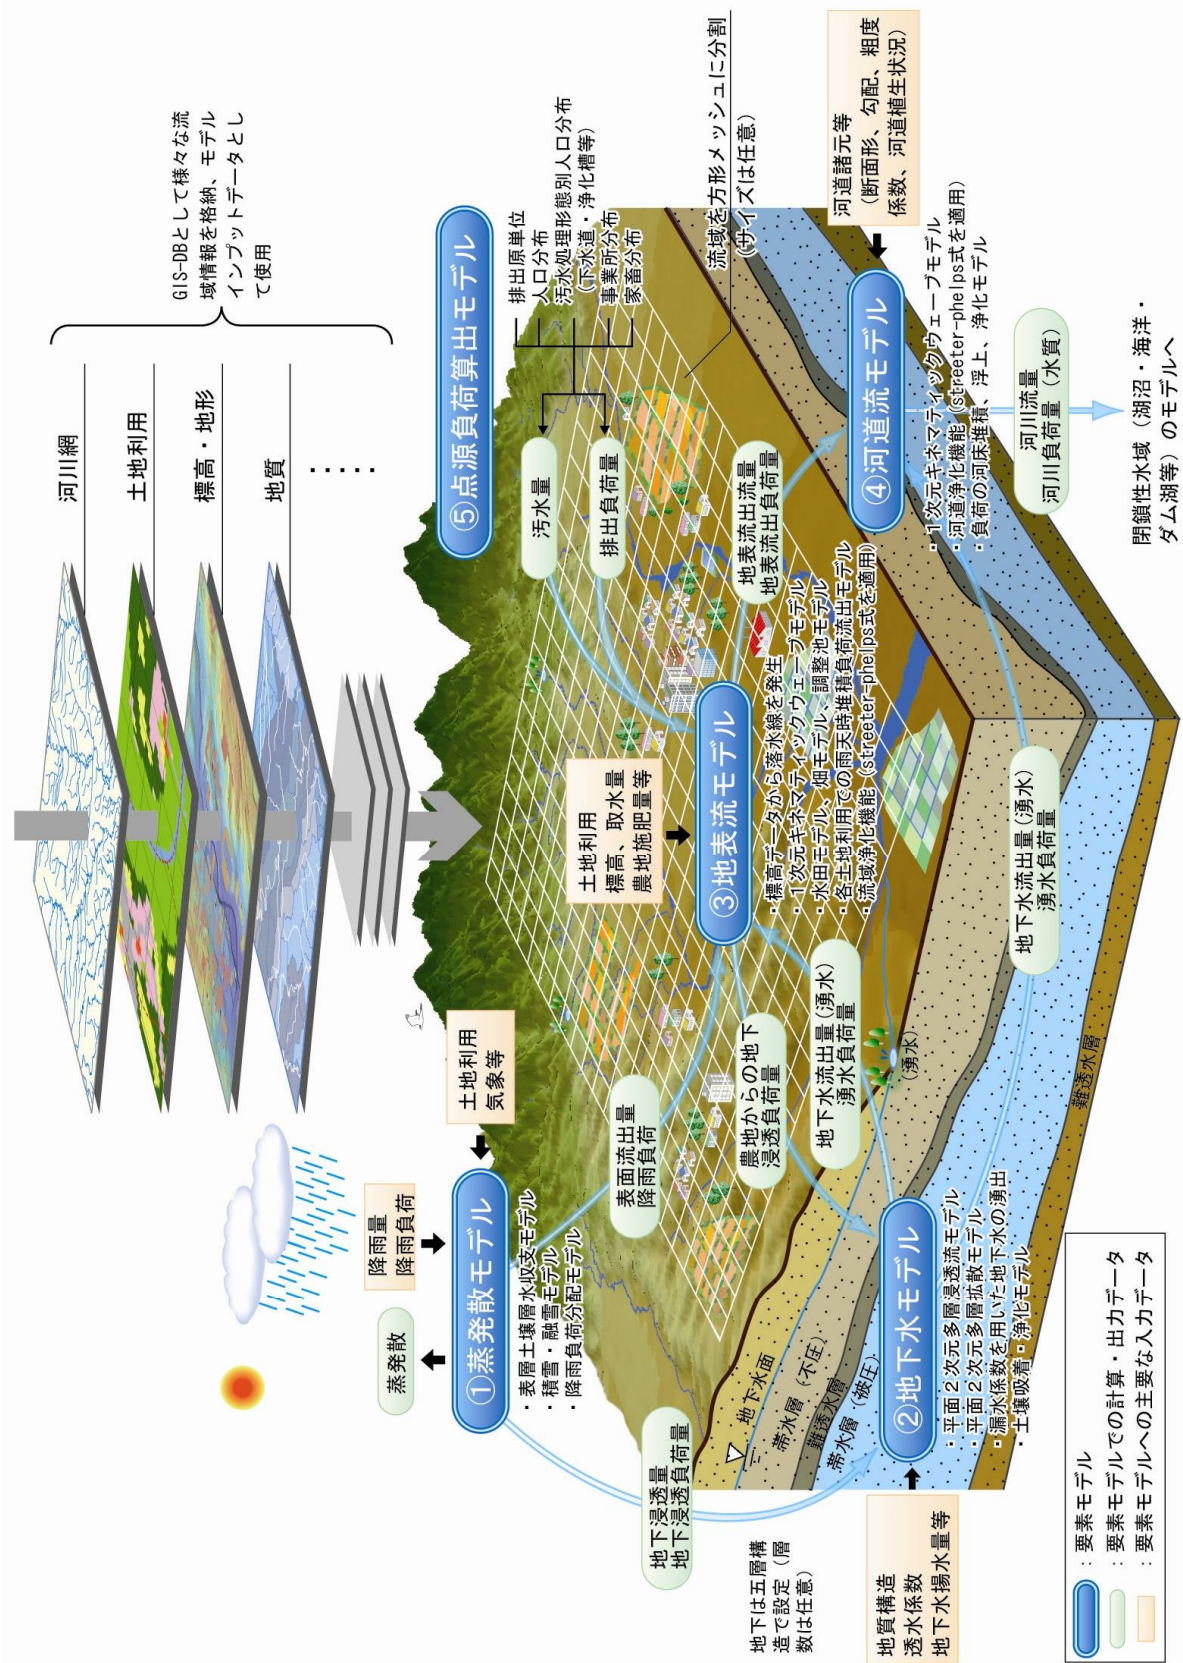 GIS-DBとして様々な流
域情報を格納、モデル
インプットデータとし
て使用
河川網
土地利用
標高・地形
地質
・・・・・
降雨量
降雨負荷
蒸発散
土地利用
気象等
①蒸発散モデル
・表層土壌層水収支モデル
・積雪・融雪モデル
・降雨負荷分配モデル
⑤点源負荷算出モデル
排出原単位
人口分布
汚水処理形態別人口分布
(下水道・浄化槽等)
事業所分布
家畜分布
汚水量
排出負荷量
流域を方形メッシュに分割
(サイズは任意)
土地利用
標高、取水量
農地施肥量等
③地表流モデル
・標高データから落水線を発生
・1次元キネマティックウェーブモデル
・水田モデル、畑モデル、調整池モデル
・各土地利用での雨天時堆積負荷流出モデル
・流域浄化機能(streeter-phelps式を適用)
表面流出量
降雨負荷
地下浸透量
地下浸透負荷量
農地からの地下
浸透負荷量
地下水流出量(湧水)
湧水負荷量
地表流出流量
地表流出負荷量
河道諸元等
(断面形、勾配、粗度
係数、河道植生状況)
④河道流モデル
・1次元キネマティックウェーブモデル
・河道浄化機能(streeter-phelps式を適用)
・負荷の河床堆積、浮上、浄化モデル
河川流量
河川負荷量(水質)
閉鎖性水域(湖沼・海洋・
ダム湖等)のモデルへ
地下水流出量(湧水)
湧水負荷量
(湧水)
難透水層
地下水面
帯水層(不圧)
難透水層
帯水層(被圧)
②地下水モデル
・平面2次元多層浸透流モデル
・平面2次元多層拡散モデル
・漏水係数を用いた地下水の湧出
・土壌吸着・浄化モデル
地下は五層構
造で設定(層
数は任意)
地質構造
透水係数
地下水揚水量等
:要素モデル
:要素モデルでの計算・出力データ
:要素モデルへの主要な入力データ